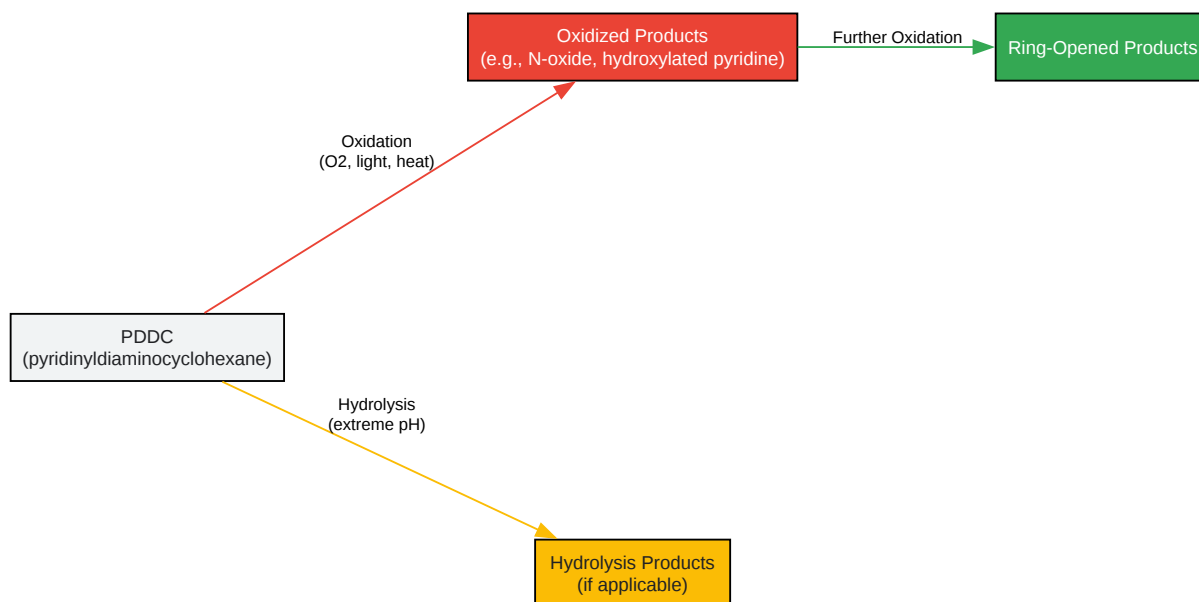 Oxidized Products
(e.g., N-oxide, hydroxylated pyridine)
Further Oxidation
Ring-Opened Products
Oxidation
(O2, light, heat)
PDDC
(pyridinyldiaminocyclohexane)
Hydrolysis
(extreme pH)
Hydrolysis Products
(if applicable)